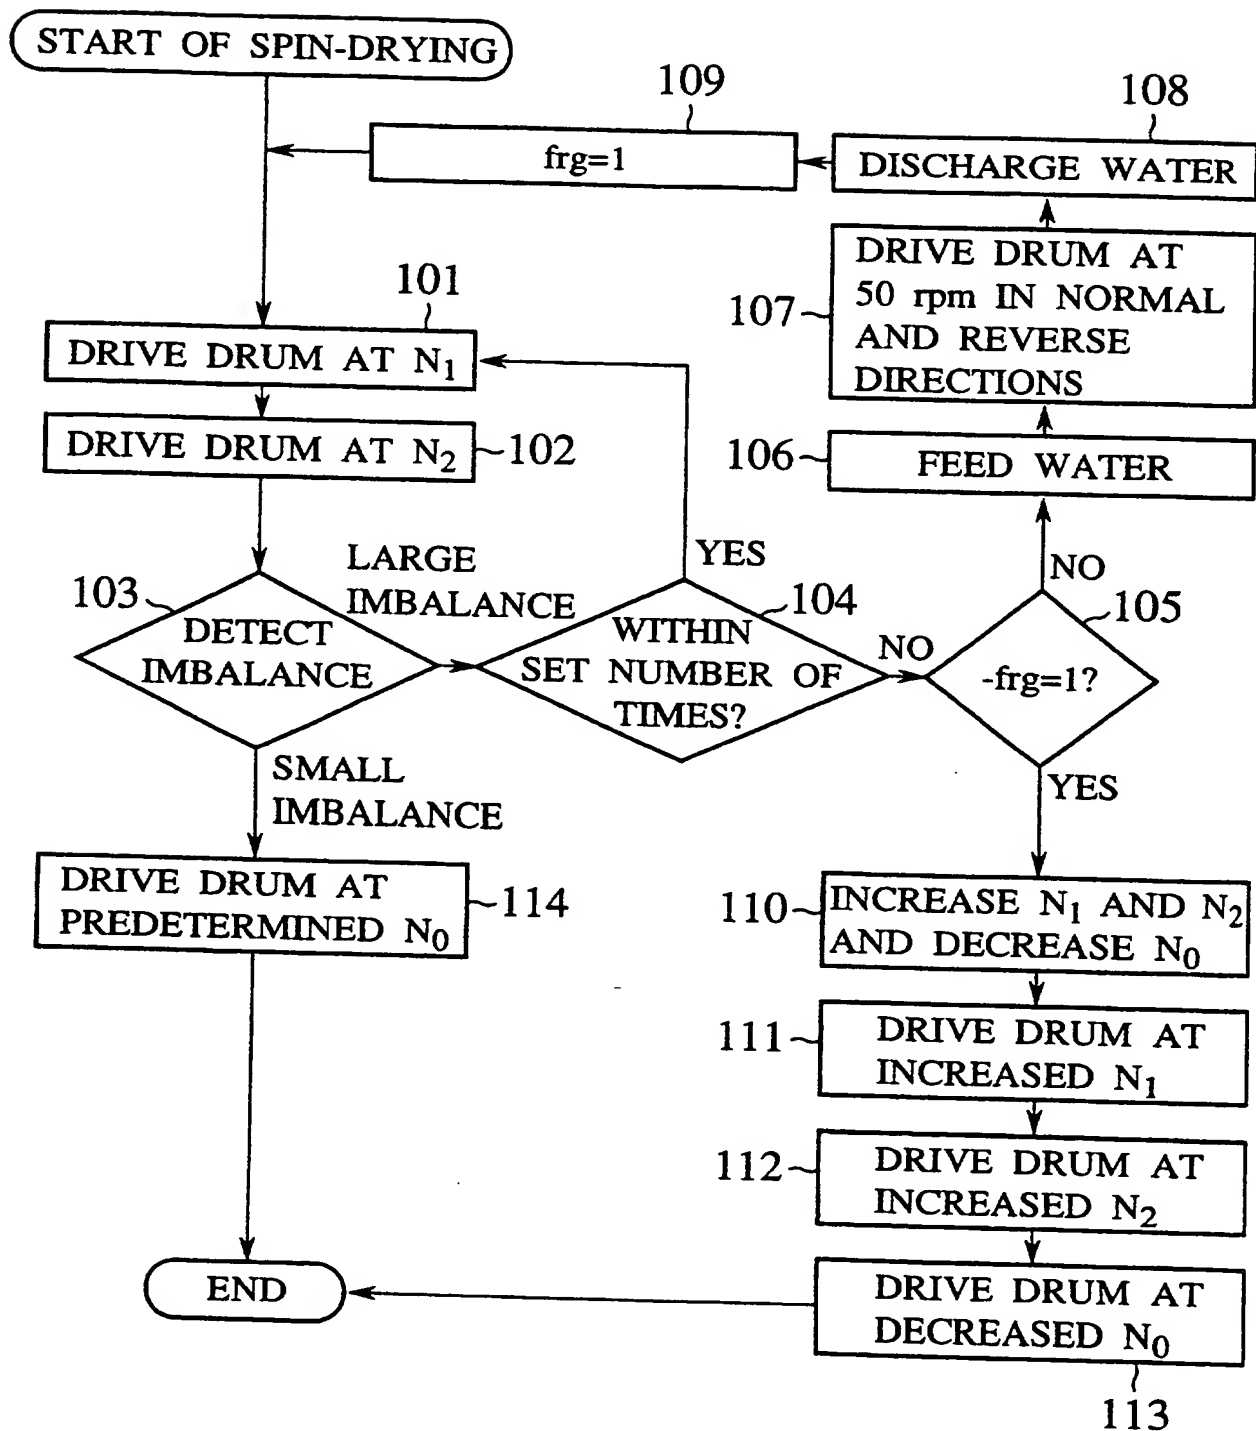 START OF SPIN-DRYING
109
108
frg=1
DISCHARGE WATER
101
107
DRIVE DRUM AT
50 rpm IN NORMAL
AND REVERSE
DIRECTIONS
DRIVE DRUM AT N1
DRIVE DRUM AT N2
102
106
FEED WATER
YES
NO
LARGE
IMBALANCE
103
DETECT
IMBALANCE
104
WITHIN
SET NUMBER OF
TIMES?
NO
105
-frg=1?
SMALL
IMBALANCE
YES
DRIVE DRUM AT
PREDETERMINED N0
114
110
INCREASE N1 AND N2
AND DECREASE N0
111
DRIVE DRUM AT
INCREASED N1
112
DRIVE DRUM AT
INCREASED N2
END
DRIVE DRUM AT
DECREASED N0
113